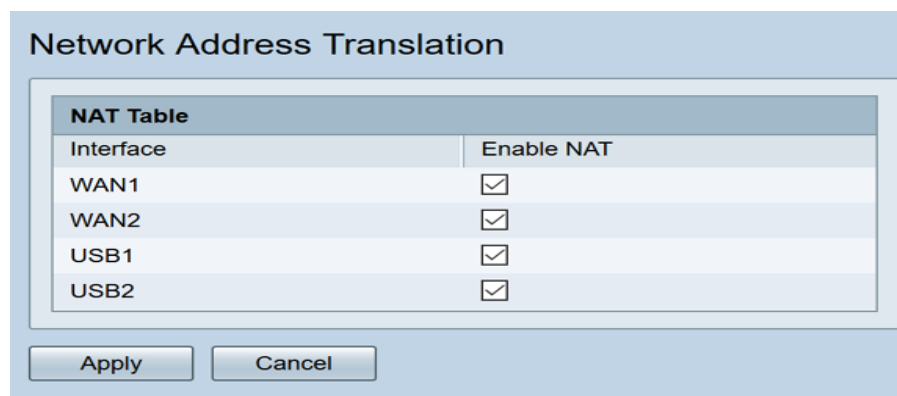 Network Address Translation
NAT Table
Interface Enable NAT
WAN1
WAN2
USB1
USB2
Apply Cancel